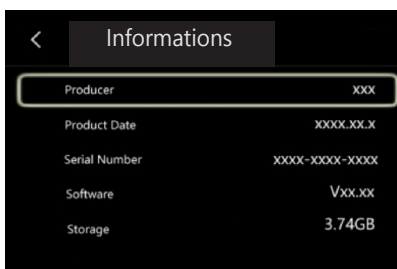 Informations
Producer xxx
Product Date xxxx.xx.x
Serial Number xxxx-xxxx-xxxx
Software Vxx.xx
Storage 3.74GB